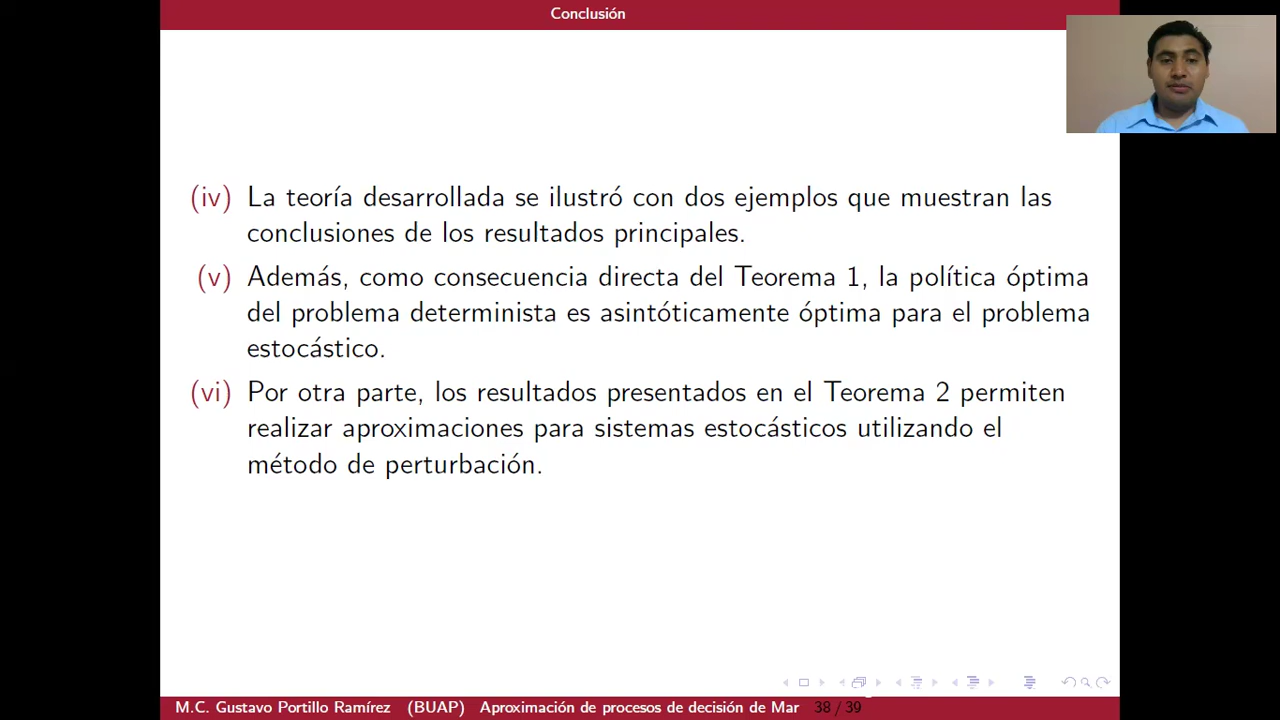 Conclusión
(iv) La teoría desarrollada se ilustró con dos ejemplos que muestran las
conclusiones de los resultados principales.
(v) Además, como consecuencia directa del Teorema 1, la política óptima
del problema determinista es asintóticamente óptima para el problema
estocástico.
(vi) Por otra parte, los resultados presentados en el Teorema 2 permiten
realizar aproximaciones para sistemas estocásticos utilizando el
método de perturbación.
M.C. Gustavo Portillo Ramírez (BUAP) Aproximación de procesos de decisión de Mar 38 / 39